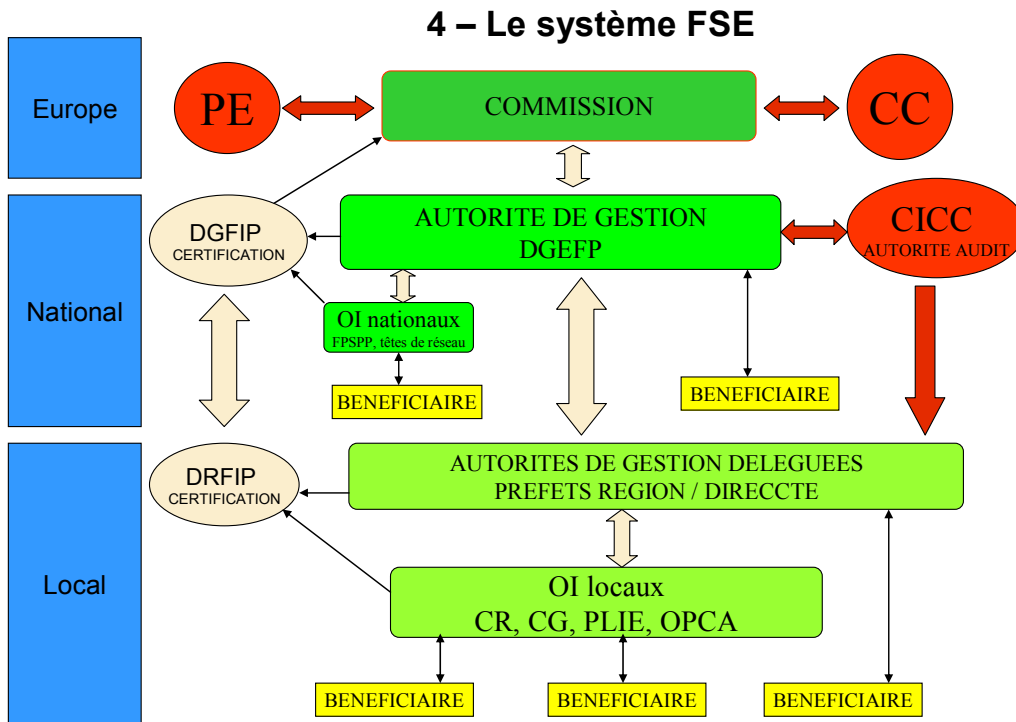 4 – Le système FSE
Europe
PE
COMMISSION
CC
National
DGFIP
CERTIFICATION
AUTORITE DE GESTION
DGEFP
CICC
AUTORITE AUDIT
OI nationaux
FPSPP, têtes de réseau
BENEFICIAIRE
BENEFICIAIRE
Local
DRFIP
CERTIFICATION
AUTORITES DE GESTION DELEGUEES
PREFETS REGION / DIRECCTE
OI locaux
CR, CG, PLIE, OPCA
BENEFICIAIRE
BENEFICIAIRE
BENEFICIAIRE